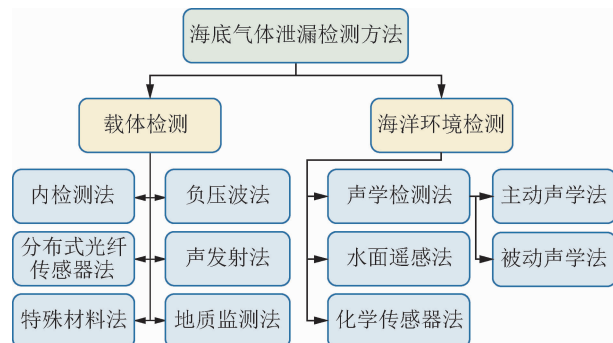 海底气体泄漏检测方法
载体检测
海洋环境检测
内检测法
负压波法
声学检测法
主动声学法
分布式光纤
传感器法
声发射法
水面遥感法
被动声学法
特殊材料法
地质监测法
化学传感器法